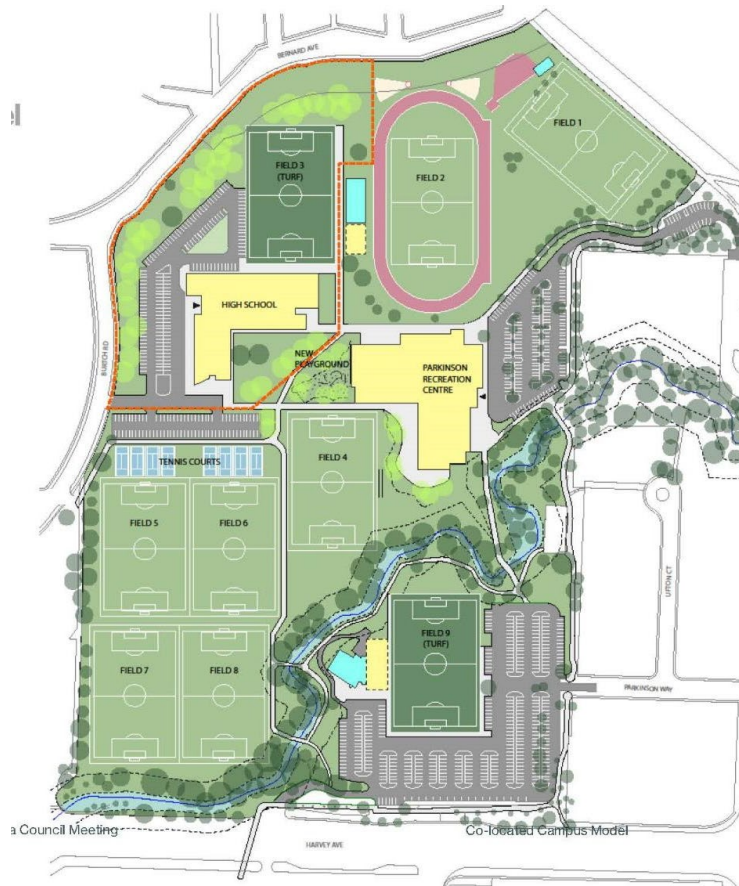 BERNARD AVE
el
FIELD 1
FIELD 3
(TURF)
FIELD 2
HIGH SCHOOL
BURTCH RD
NEW
PLAYGROUND
PARKINSON
RECREATION
CENTRE
TENNIS COURTS
FIELD 4
FIELD 5
FIELD 6
LIPTON CT
FIELD 9
(TURF)
FIELD 7
FIELD 8
PARKINSON WAY
a Council Meeting
Co-located Campus Model
HARVEY AVE